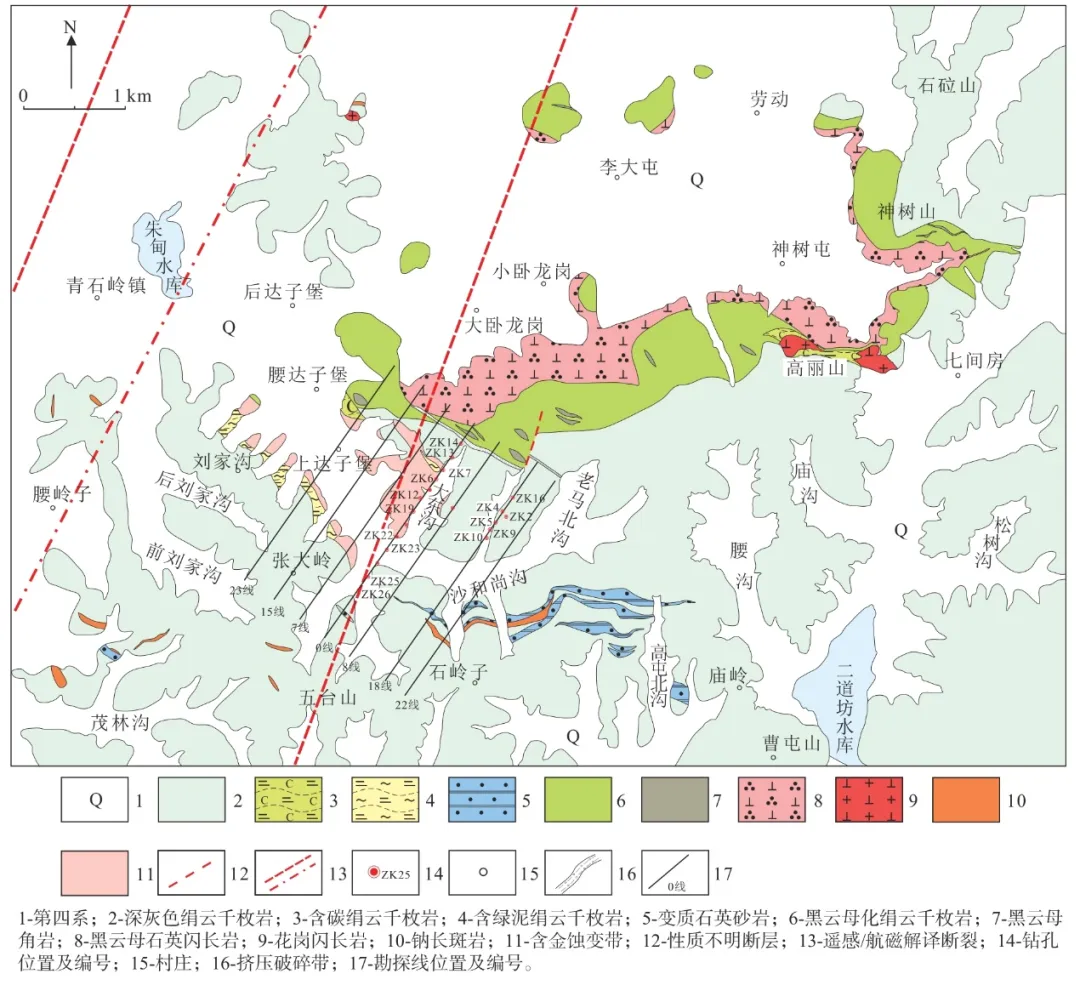 N
0 1 km
石砬山
劳动
李大屯
Q
神树山
朱甸水库
神树屯
小卧龙岗
青石岭镇
后达子堡
Q
大卧龙岗
腰达子堡
高丽山
七间房
ZK14
ZK13
刘家沟
上达子堡
ZK7
ZK6
后刘家沟
腰岭子
ZK12
ZK16
老马北沟
庙沟
ZK19
ZK4
ZK2
ZK5
Q
松树沟
ZK10
ZK9
ZK22
ZK23
腰沟
前刘家沟
张大岭
ZK25
沙和尚沟
23线
ZK26
15线
7线
0线
高屯北沟
8线
石岭子
庙岭
二道坊水库
18线
五台山
22线
茂林沟
Q
曹屯山
Q 1
2
C C C 3
4
5
6
7
8
9
10
11
12
13
ZK25 14
15
16
0线 17
1-第四系；2-深灰色绢云千枚岩；3-含碳绢云千枚岩；4-含绿泥绢云千枚岩；5-变质石英砂岩；6-黑云母化绢云千枚岩；7-黑云母
角岩；8-黑云母石英闪长岩；9-花岗闪长岩；10-钠长斑岩；11-含金蚀变带；12-性质不明断层；13-遥感/航磁解译断裂；14-钻孔
位置及编号；15-村庄；16-挤压破碎带；17-勘探线位置及编号。